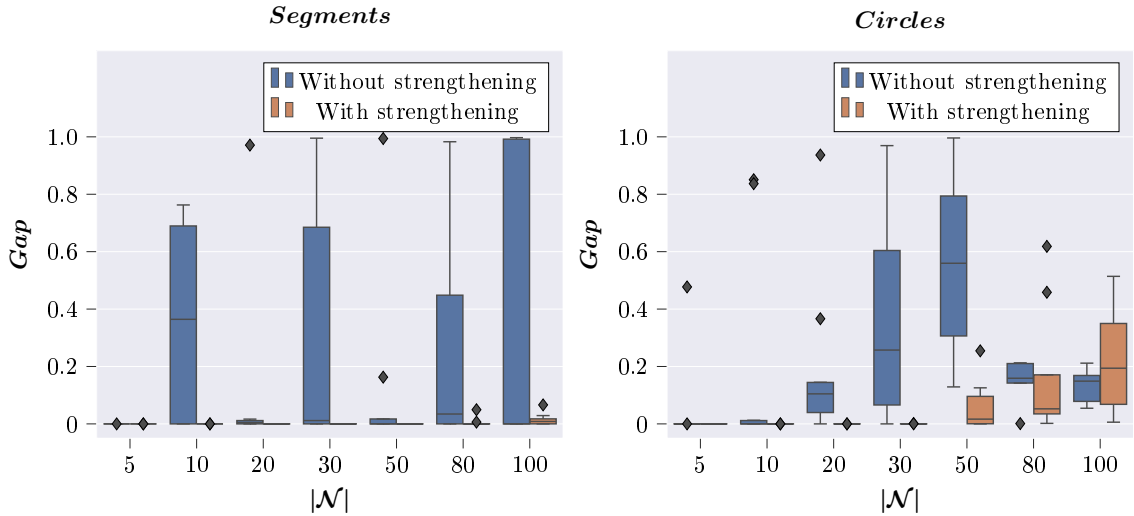 Segments
Without strengthening
With strengthening
Gap
1.0
0.8
0.6
0.4
0.2
0
5 10 20 30 50 80 100
|𝒩|
Circles
Without strengthening
With strengthening
Gap
1.0
0.8
0.6
0.4
0.2
0
5 10 20 30 50 80 100
|𝒩|